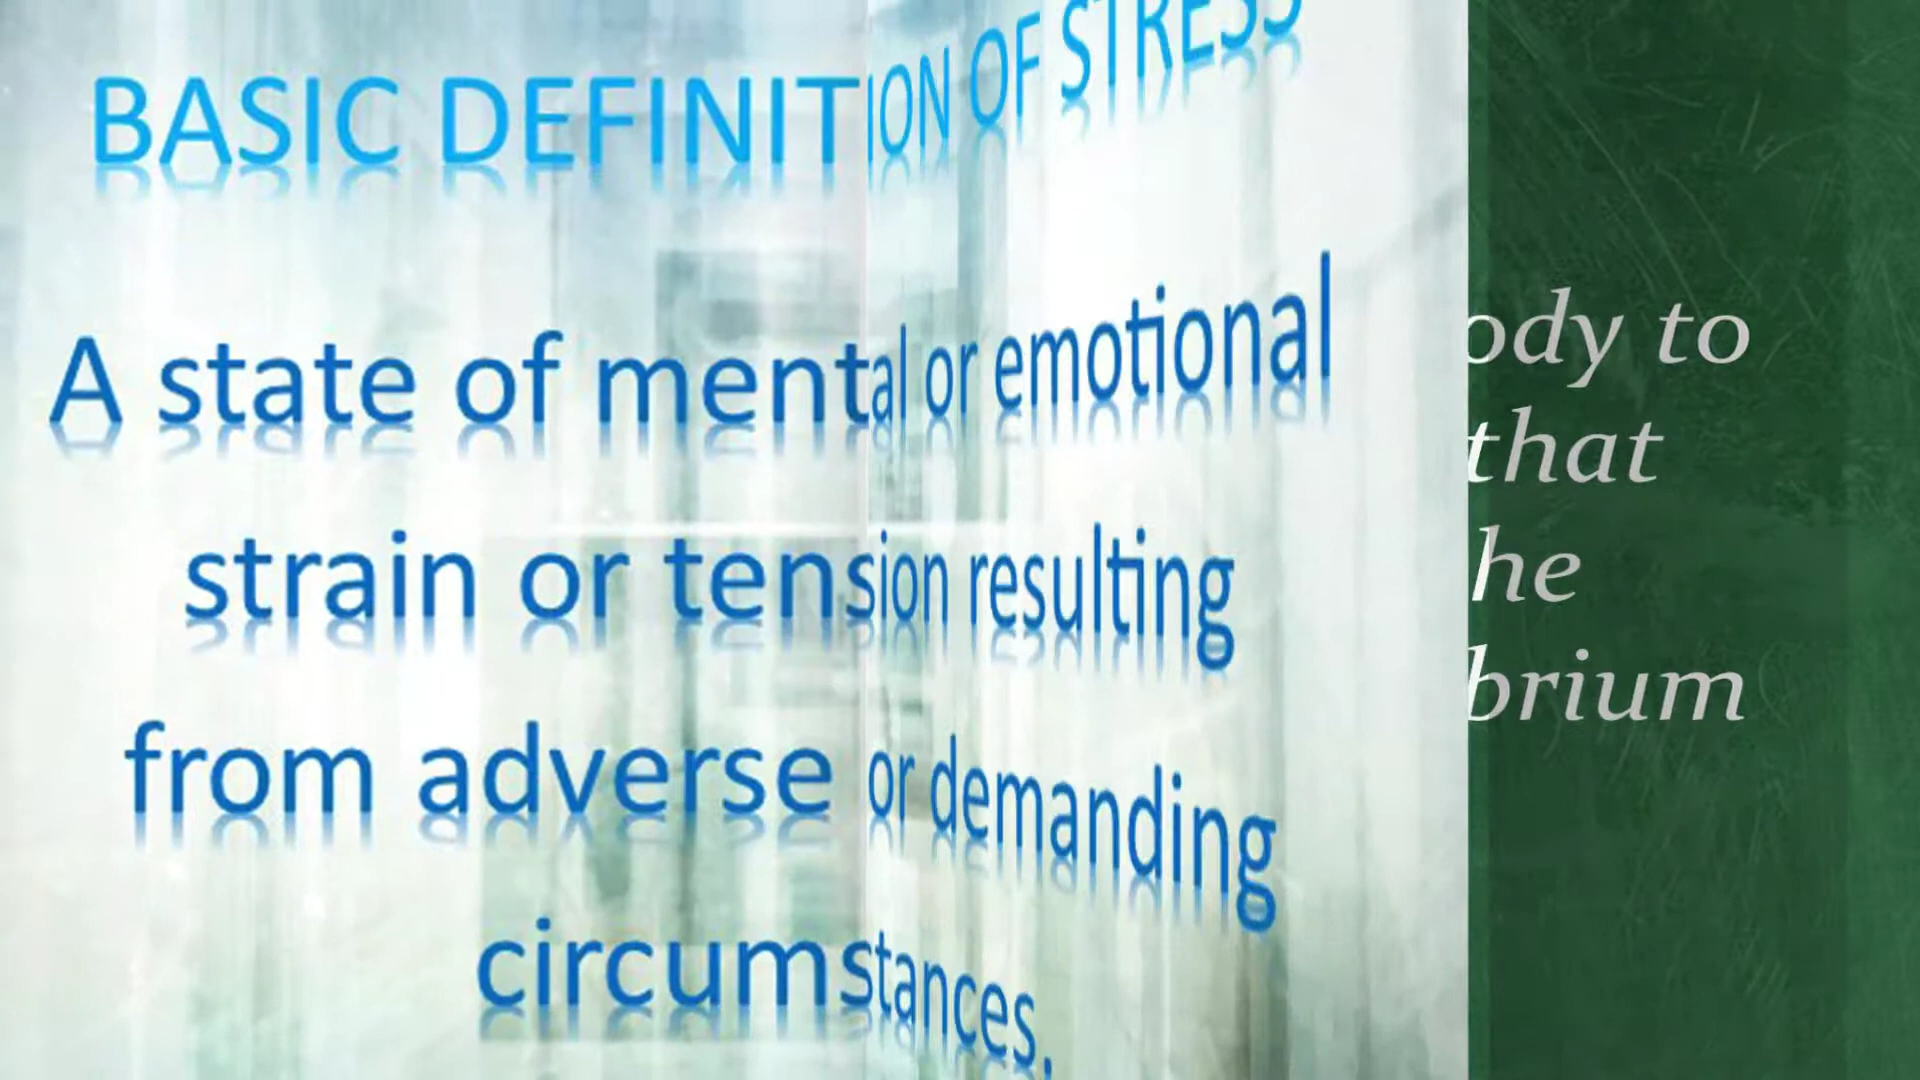 BASIC DEFINITION OF STRESS
A state of mental or emotional
strain or tension resulting
from adverse or demanding
circumstances.
ody to
that
he
brium